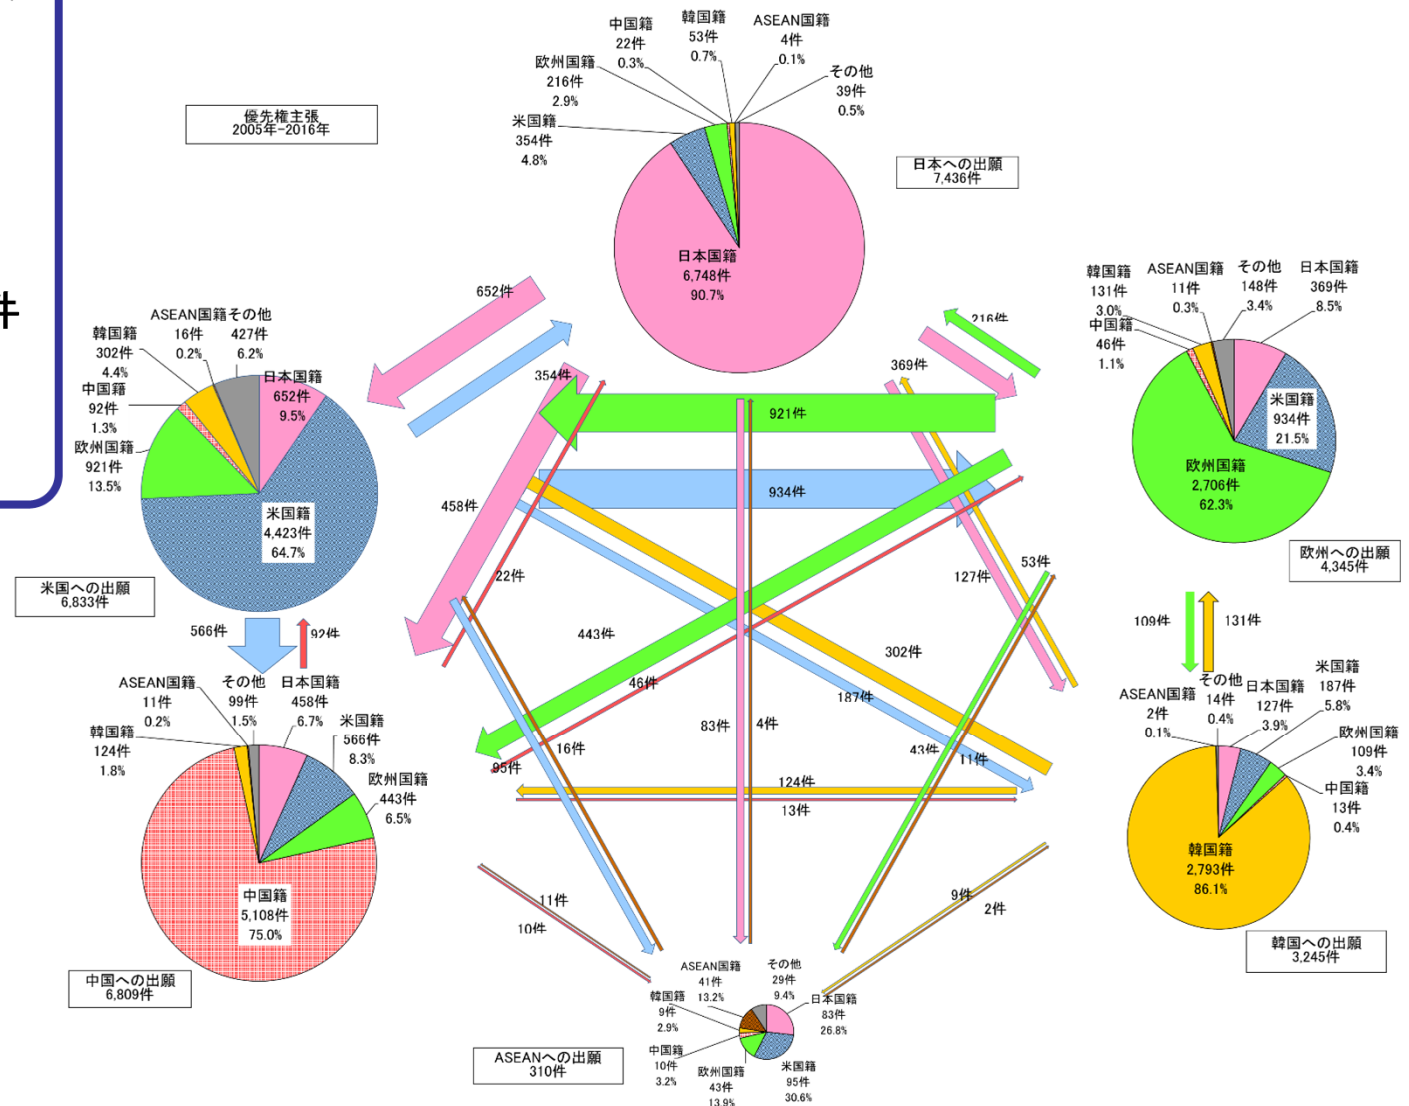 件
優先権主張
2005年-2016年
中国籍
22件
0.3%
韓国籍
53件
0.7%
ASEAN国籍
4件
0.1%
その他
39件
0.5%
欧州国籍
216件
2.9%
米国籍
354件
4.8%
日本国籍
6,748件
90.7%
日本への出願
7,436件
ASEAN国籍
16件
0.2%
その他
427件
6.2%
韓国籍
302件
4.4%
中国籍
92件
1.3%
欧州国籍
921件
13.5%
日本国籍
652件
9.5%
米国籍
4,423件
64.7%
米国への出願
6,833件
韓国籍
131件
3.0%
ASEAN国籍
11件
0.3%
その他
148件
3.4%
日本国籍
369件
8.5%
中国籍
46件
1.1%
米国籍
934件
21.5%
欧州国籍
2,706件
62.3%
欧州への出願
4,345件
652件
354件
216件
369件
921件
934件
458件
22件
127件
53件
566件
92件
109件
131件
443件
46件
302件
187件
83件
4件
16件
95件
43件
11件
124件
13件
11件
10件
9件
2件
ASEAN国籍
11件
0.2%
その他
99件
1.5%
日本国籍
458件
6.7%
韓国籍
124件
1.8%
米国籍
566件
8.3%
欧州国籍
443件
6.5%
中国籍
5,108件
75.0%
中国への出願
6,809件
ASEAN国籍
2件
0.1%
その他
14件
0.4%
日本国籍
127件
3.9%
米国籍
187件
5.8%
欧州国籍
109件
3.4%
中国籍
13件
0.4%
韓国籍
2,793件
86.1%
韓国への出願
3,245件
ASEAN国籍
41件
13.2%
その他
29件
9.4%
韓国籍
9件
2.9%
日本国籍
83件
26.8%
中国籍
10件
3.2%
欧州国籍
43件
13.9%
米国籍
95件
30.6%
ASEANへの出願
310件